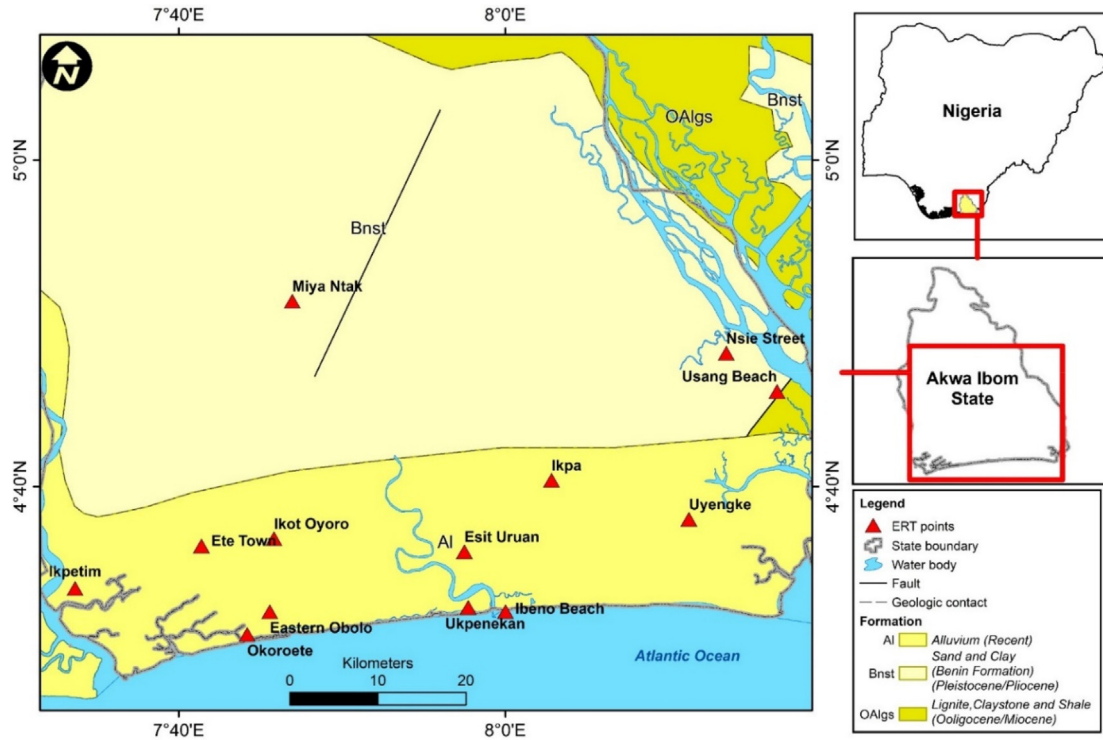 7°40'E
8°0'E
N
Bnst
OAlgs
5°0'N
5°0'N
Bnst
Miya Ntak
Nsie Street
Usang Beach
Ikpa
4°40'N
4°40'N
Uyengke
Ikot Oyoro
Ete Town
Al
Esit Uruan
Ikpetim
Ibeno Beach
Eastern Obolo
Ukpenekan
Okoroete
Kilometers
Atlantic Ocean
0 10 20
7°40'E
8°0'E
Nigeria
Akwa Ibom
State
Legend
ERT points
State boundary
Water body
Fault
Geologic contact
Formation
Al Alluvium (Recent)
Sand and Clay
Bnst (Benin Formation)
(Pleistocene/Pliocene)
Lignite,Claystone and Shale
OAlgs (Ooligocene/Miocene)